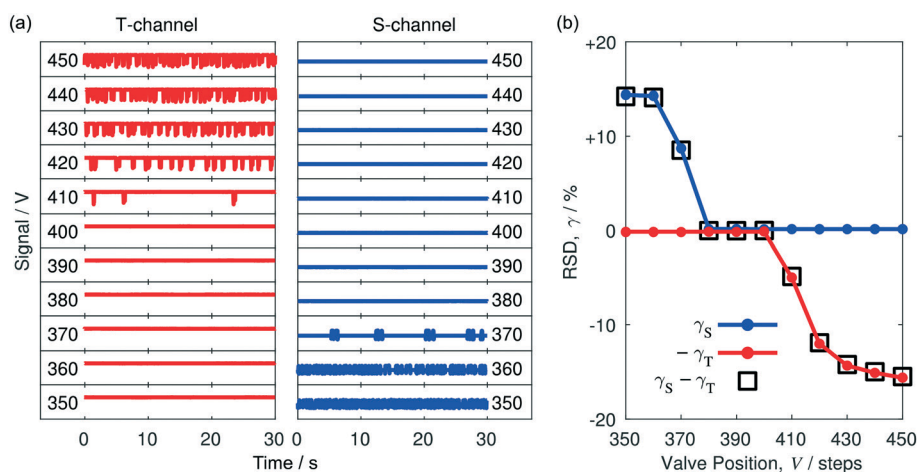 (a)
T-channel
S-channel
Signal / V
450
440
430
420
410
400
390
380
370
360
350
450
440
430
420
410
400
390
380
370
360
350
0 10 20 30
0 10 20 30
Time / s
(b)
RSD, γ / %
+20
+10
0
-10
-20
γS
− γT
γS − γT
350 370 390 410 430 450
Valve Position, V / steps